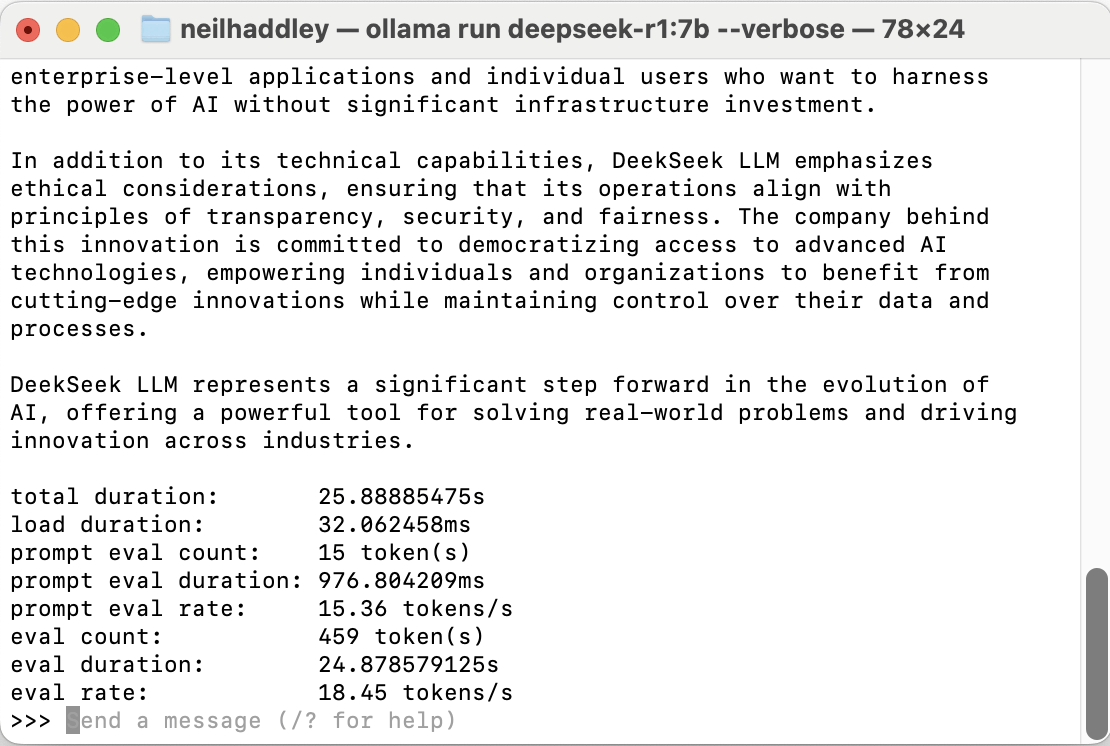 neilhaddley — ollama run deepseek-r1:7b --verbose — 78×24
enterprise-level applications and individual users who want to harness
the power of AI without significant infrastructure investment.
In addition to its technical capabilities, DeekSeek LLM emphasizes
ethical considerations, ensuring that its operations align with
principles of transparency, security, and fairness. The company behind
this innovation is committed to democratizing access to advanced AI
technologies, empowering individuals and organizations to benefit from
cutting-edge innovations while maintaining control over their data and
processes.
DeekSeek LLM represents a significant step forward in the evolution of
AI, offering a powerful tool for solving real-world problems and driving
innovation across industries.
total duration: 25.88885475s
load duration: 32.062458ms
prompt eval count: 15 token(s)
prompt eval duration: 976.804209ms
prompt eval rate: 15.36 tokens/s
eval count: 459 token(s)
eval duration: 24.878579125s
eval rate: 18.45 tokens/s
>>> Send a message (/? for help)